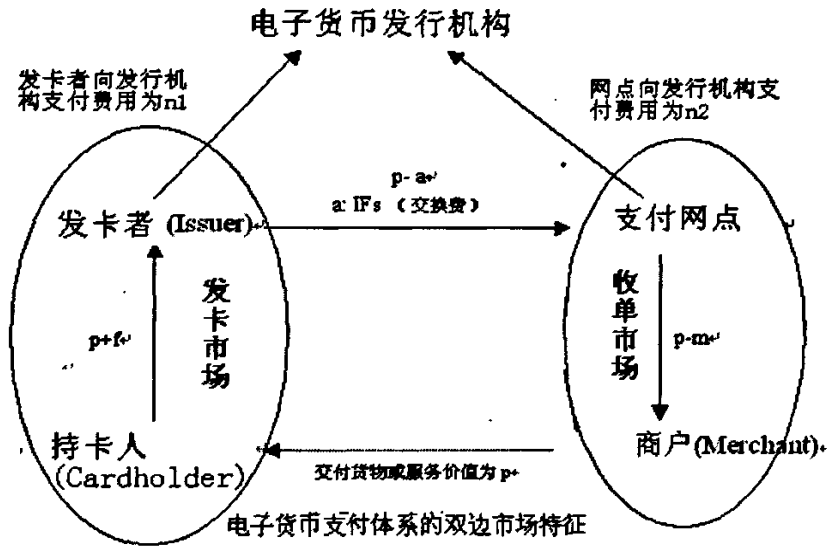 电子货币发行机构
发卡者向发行机
构支付费用为n1
网点向发行机构支
付费用为n2
p-a
a: IFs （交换费）
发卡者 (Issuer)
支付网点
发卡市场
收单市场
p+f
p-m
持卡人
(Cardholder)
商户(Merchant)
交付货物或服务价值为 p
电子货币支付体系的双边市场特征